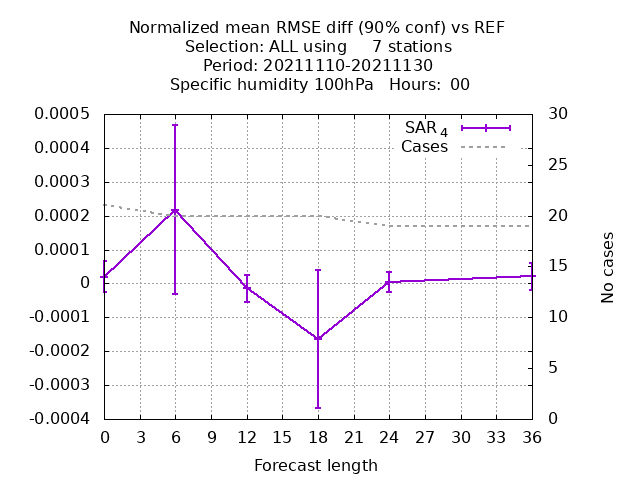 Normalized mean RMSE diff (90% conf) vs REF
Selection: ALL using     7 stations
Period: 20211110-20211130
Specific humidity 100hPa   Hours:  00
0.0005
0.0004
0.0003
0.0002
0.0001
0
-0.0001
-0.0002
-0.0003
-0.0004
SAR 4
Cases
30
25
20
15
10
5
0
No cases
0 3 6 9 12 15 18 21 24 27 30 33 36
Forecast length